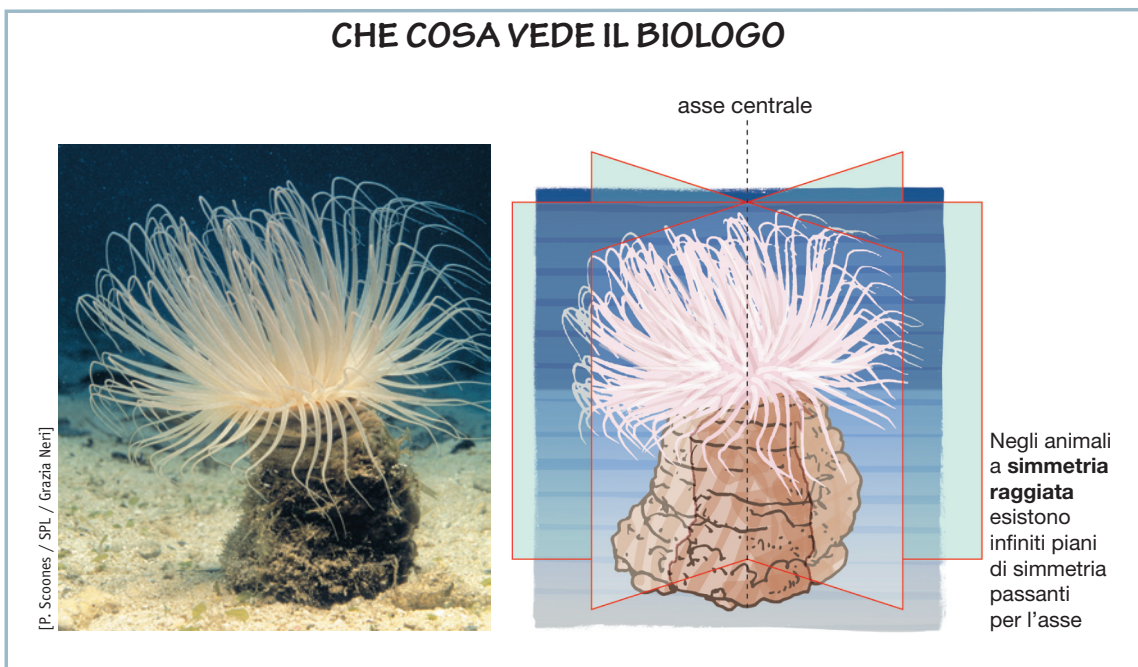 CHE COSA VEDE IL BIOLOGO
asse centrale
[P. Scoones / SPL / Grazia Neri]
Negli animali
a simmetria
raggiata
esistono
infiniti piani
di simmetria
passanti
per l'asse